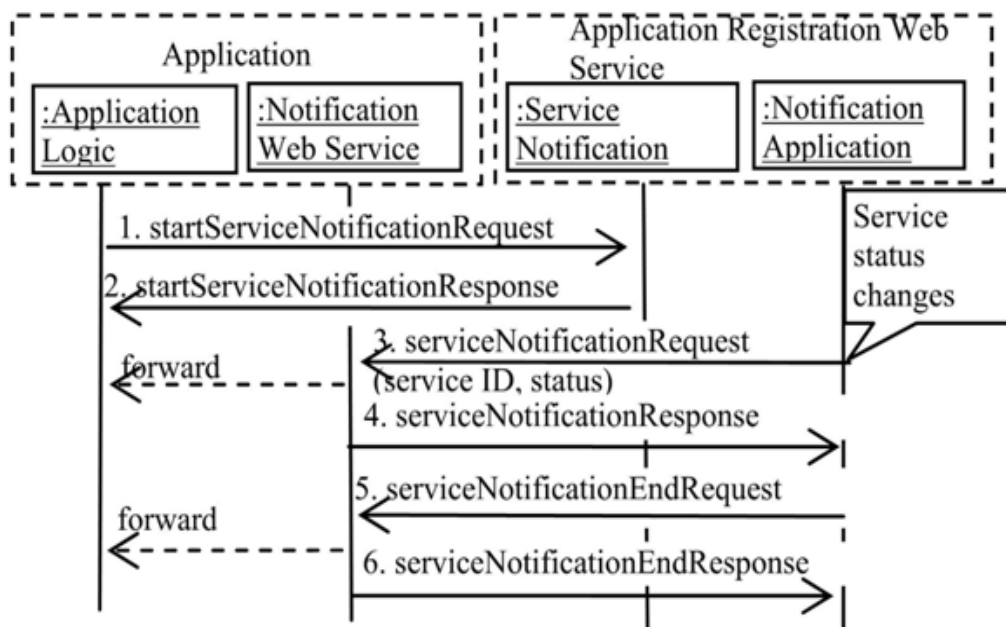 Application
Application Registration Web
Service
:Application
Logic
:Notification
Web Service
:Service
Notification
:Notification
Application
1. startServiceNotificationRequest
Service
status
changes
2. startServiceNotificationResponse
3. serviceNotificationRequest
(service ID, status)
forward
4. serviceNotificationResponse
5. serviceNotificationEndRequest
forward
6. serviceNotificationEndResponse